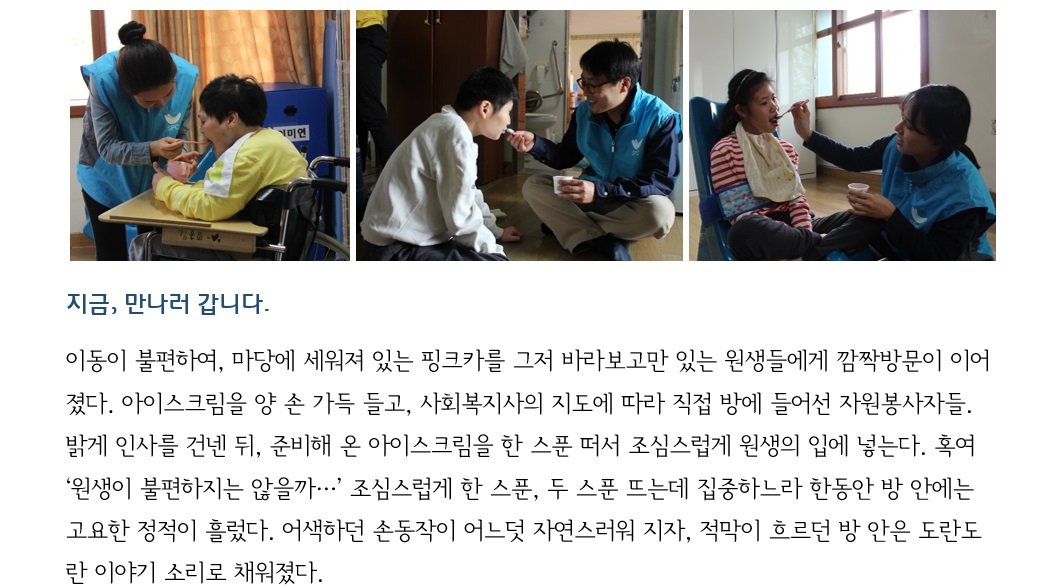 이미연
지금, 만나러 갑니다.
이동이 불편하여, 마당에 세워져 있는 핑크카를 그저 바라보고만 있는 원생들에게 깜짝방문이 이어
졌다. 아이스크림을 양 손 가득 들고, 사회복지사의 지도에 따라 직접 방에 들어선 자원봉사자들.
밝게 인사를 건넨 뒤, 준비해 온 아이스크림을 한 스푼 떠서 조심스럽게 원생의 입에 넣는다. 혹여
‘원생이 불편하지는 않을까…’ 조심스럽게 한 스푼, 두 스푼 뜨는데 집중하느라 한동안 방 안에는
고요한 정적이 흘렀다. 어색하던 손동작이 어느덧 자연스러워 지자, 적막이 흐르던 방 안은 도란도
란 이야기 소리로 채워졌다.